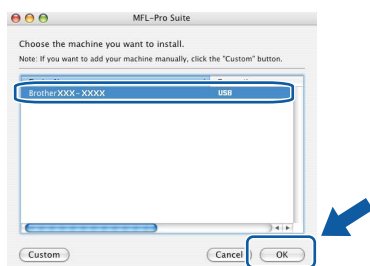 MFL-Pro Suite
Choose the machine you want to install.
Note: If you want to add your machine manually, click the "Custom" button.
BrotherXXX-XXXX USB
Custom Cancel OK